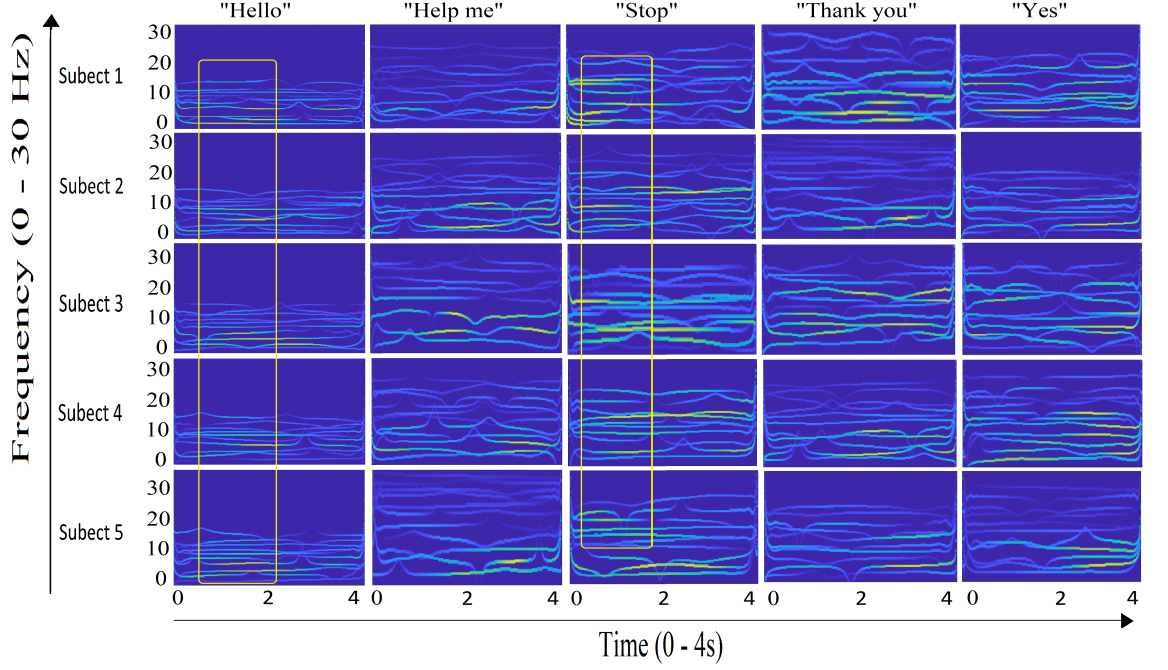 "Hello" "Help me" "Stop" "Thank you" "Yes"
Frequency (0 - 30 Hz)
Subect 1
30
20
10
0
Subect 2
30
20
10
0
Subect 3
30
20
10
0
Subect 4
30
20
10
0
Subect 5
30
20
10
0
0 2 4 0 2 4 0 2 4 0 2 4 0 2 4
Time (0 - 4s)